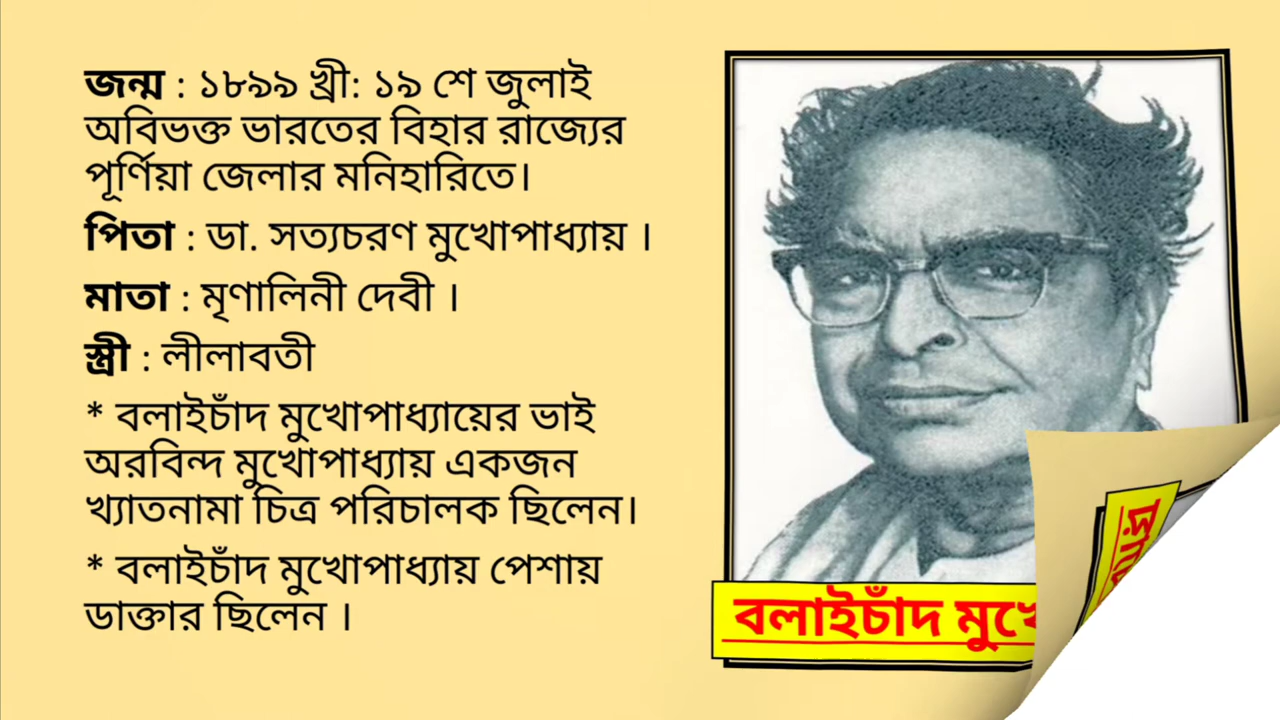 জন্ম : ১৮৯৯ খ্রী: ১৯ শে জুলাই
অবিভক্ত ভারতের বিহার রাজ্যের
পূর্ণিয়া জেলার মনিহারিতে।
পিতা : ডা. সত্যচরণ মুখোপাধ্যায় ।
মাতা : মৃণালিনী দেবী ।
স্ত্রী : লীলাবতী
* বলাইচাঁদ মুখোপাধ্যায়ের ভাই
অরবিন্দ মুখোপাধ্যায় একজন
খ্যাতনামা চিত্র পরিচালক ছিলেন।
* বলাইচাঁদ মুখোপাধ্যায় পেশায়
ডাক্তার ছিলেন ।
বলাইচাঁদ মুখে